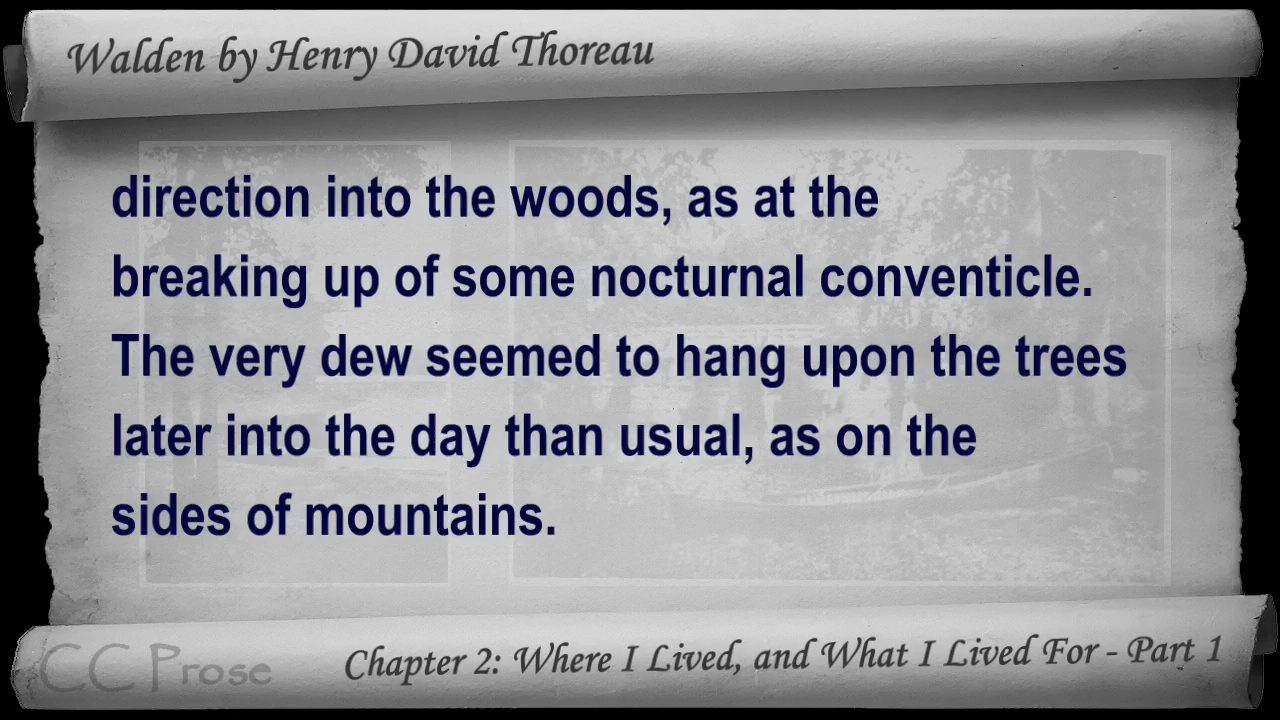 Walden by Henry David Thoreau
direction into the woods, as at the
breaking up of some nocturnal conventicle.
The very dew seemed to hang upon the trees
later into the day than usual, as on the
sides of mountains.
CC Prose
Chapter 2: Where I Lived, and What I Lived For - Part 1